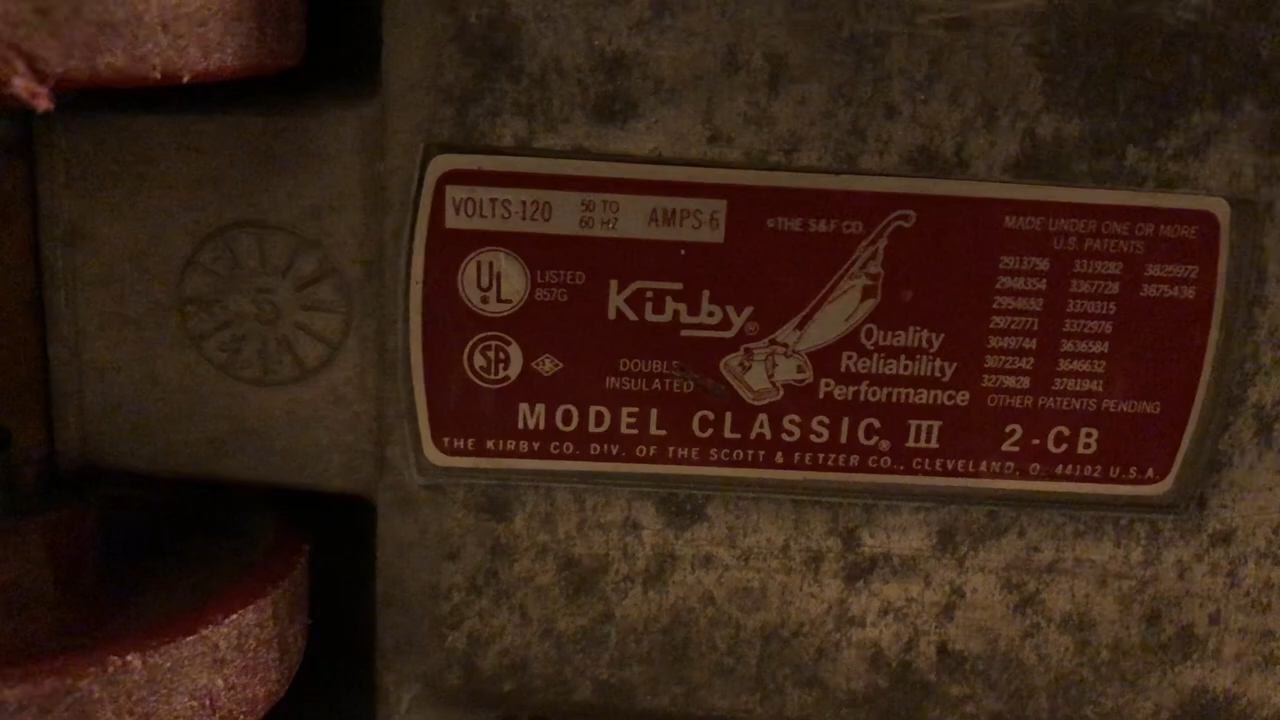 VOLTS-120 50 TO 60 HZ AMPS-6
©THE S&F CO.
UL® LISTED 857G
Kirby®
SA
DOUBLE INSULATED
Quality
Reliability
Performance
MADE UNDER ONE OR MORE
U.S. PATENTS
2913756 3319282 3825972
2948354 3367728 3875436
2954652 3370315
2972771 3372976
3049744 3636584
3072342 3646632
3279828 3781941
OTHER PATENTS PENDING
MODEL CLASSIC® III 2-CB
THE KIRBY CO. DIV. OF THE SCOTT & FETZER CO., CLEVELAND, O. 44102 U.S.A.